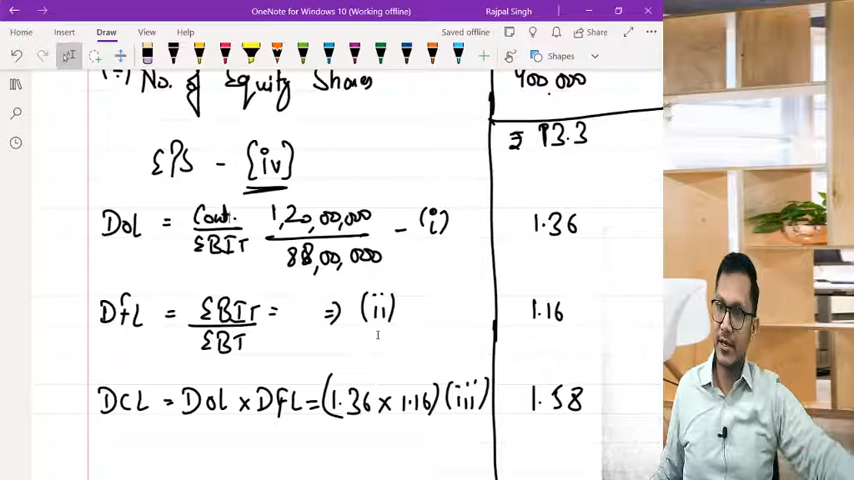 OneNote for Windows 10 (Working offline)
Rajpal Singh
Home Insert Draw View Help
Saved offline
Share
Shapes
(÷) No. of Equity Shares 400,000
₹ 13.3
EPS - [iv]
DOL = Cont. / EBIT 1,20,00,000 / 88,00,000 - (i) 1.36
DFL = EBIT / EBT = ⇒ (ii) 1.16
DCL = DOL × DFL = (1.36 × 1.16) (iii) 1.58